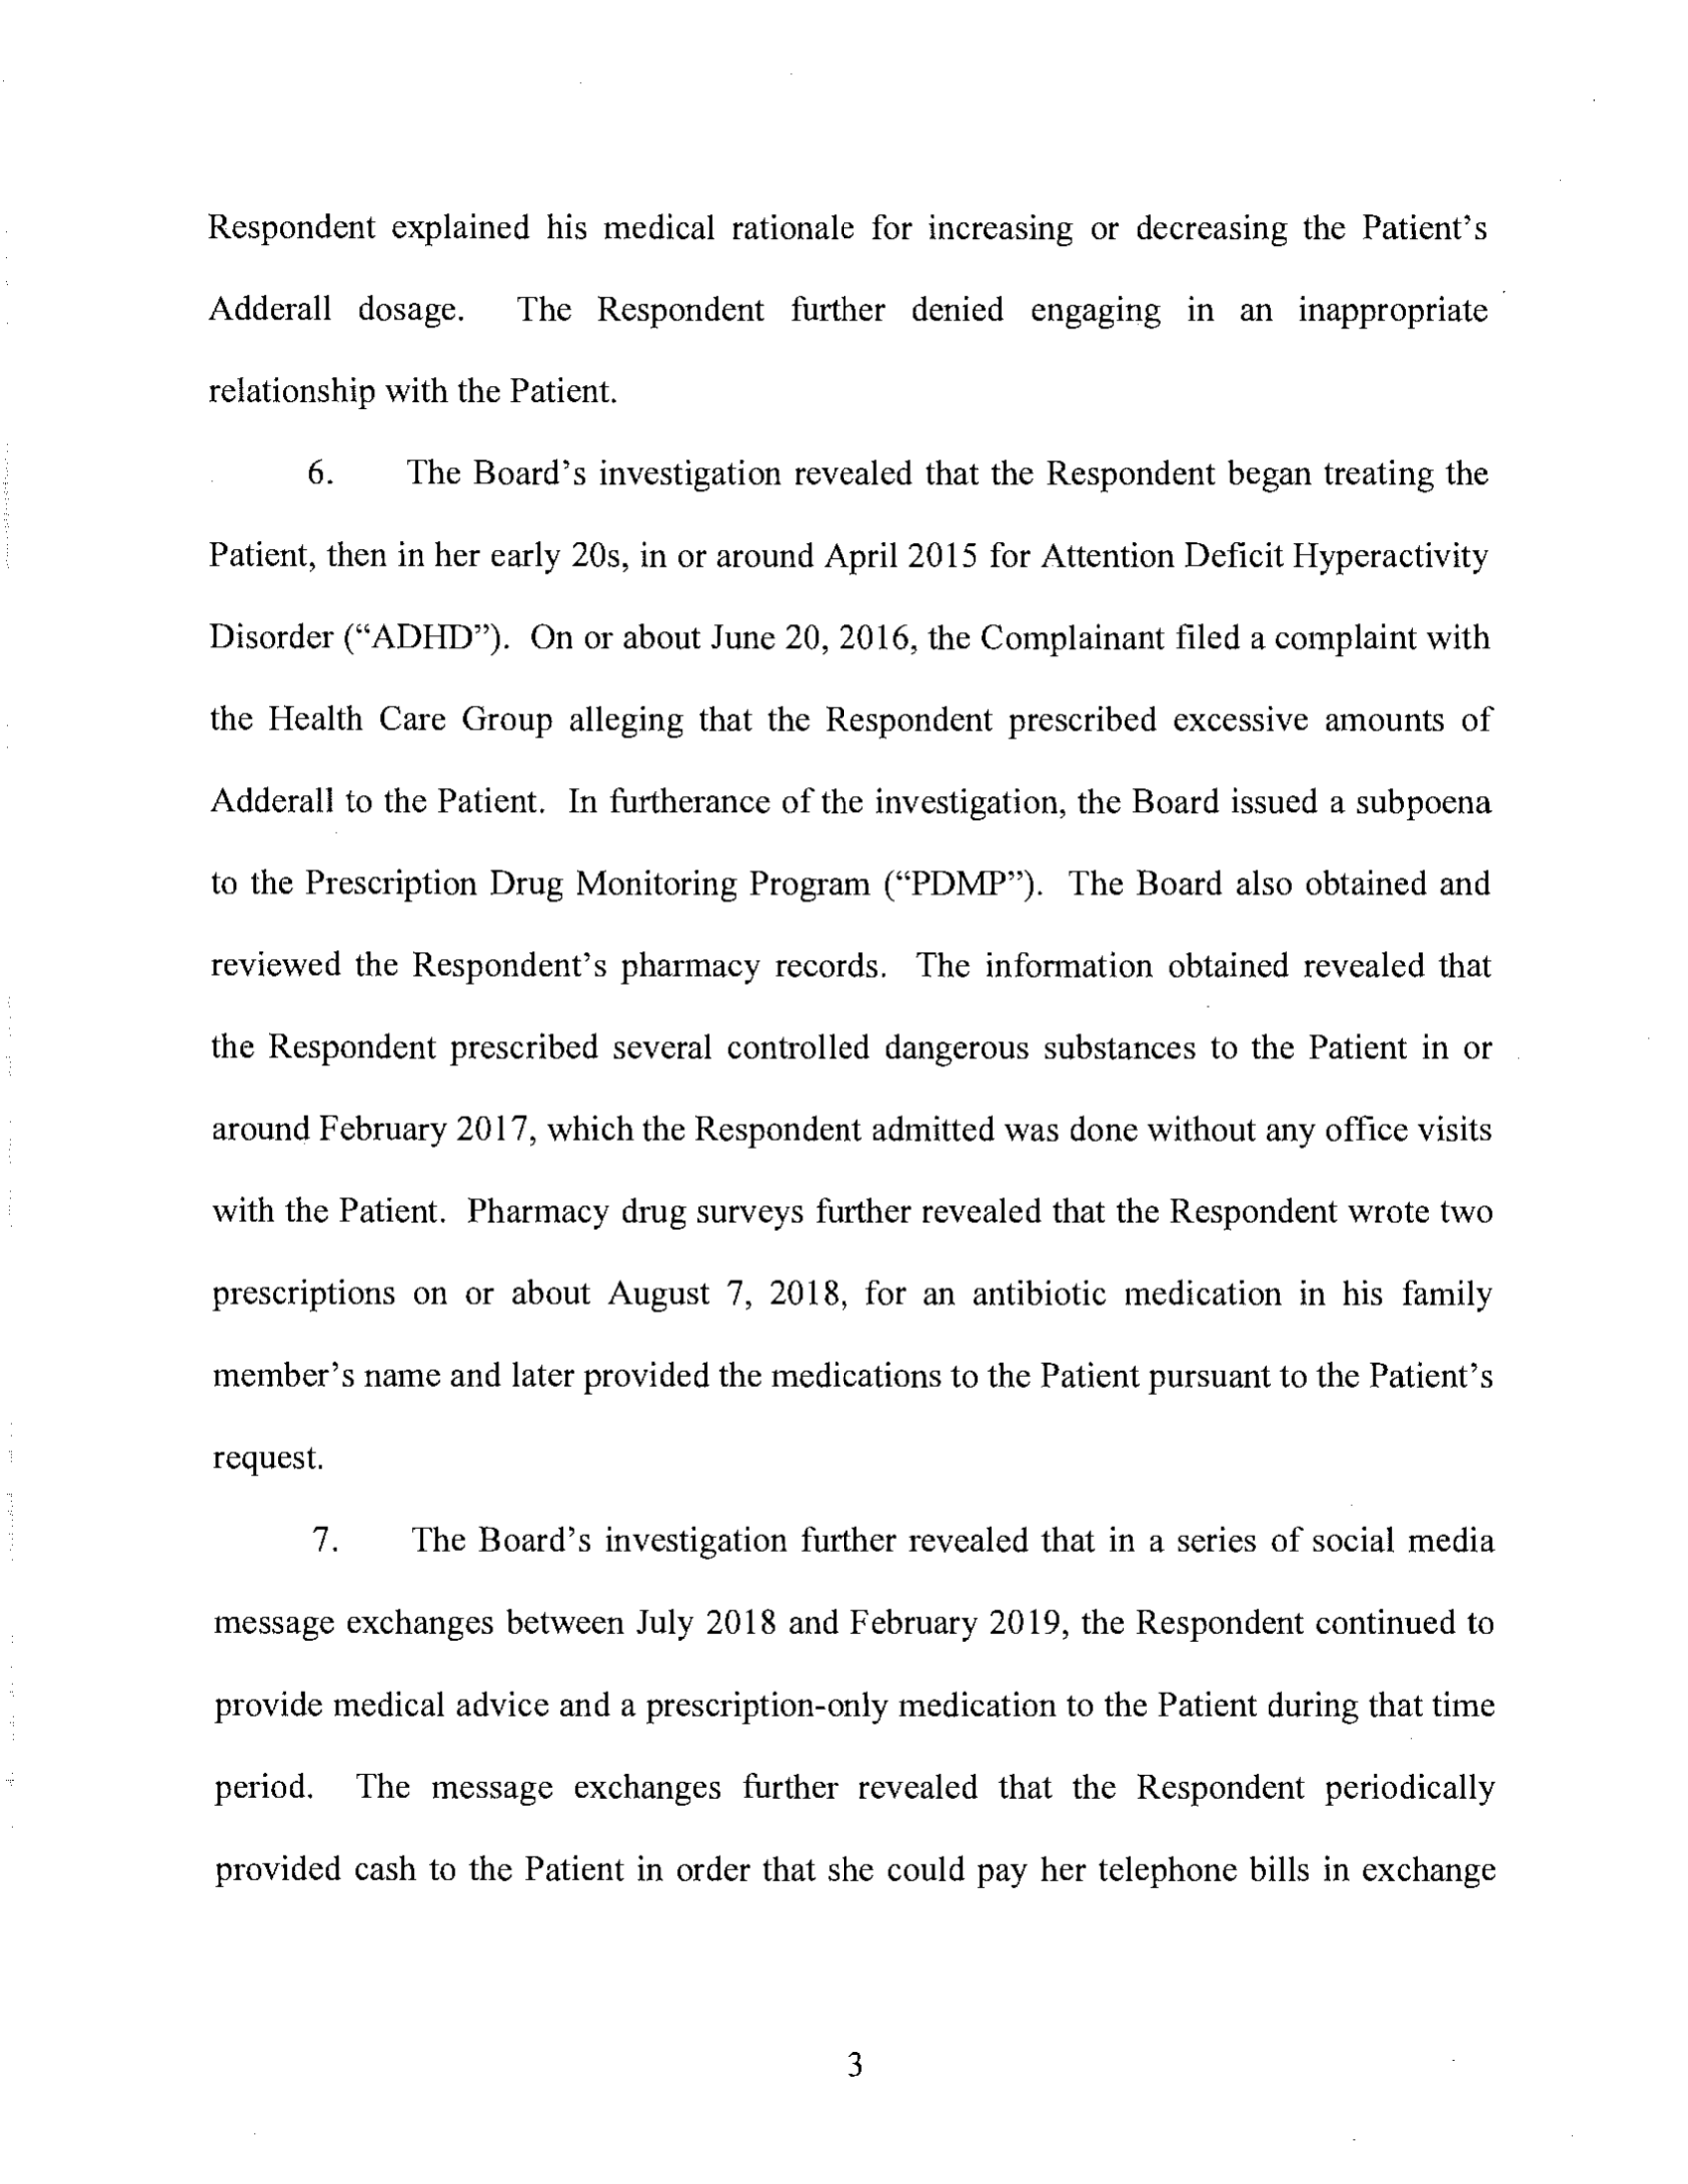 Respondent explained his medical rationale for increasing or decreasing the Patient's
Adderall dosage. The Respondent further denied engaging in an inappropriate
relationship with the Patient.
6. The Board's investigation revealed that the Respondent began treating the
Patient, then in her early 20s, in or around April 2015 for Attention Deficit Hyperactivity
Disorder (“ADHD”). On or about June 20, 2016, the Complainant filed a complaint with
the Health Care Group alleging that the Respondent prescribed excessive amounts of
Adderall to the Patient. In furtherance of the investigation, the Board issued a subpoena
to the Prescription Drug Monitoring Program (“PDMP”). The Board also obtained and
reviewed the Respondent's pharmacy records. The information obtained revealed that
the Respondent prescribed several controlled dangerous substances to the Patient in or
around February 2017, which the Respondent admitted was done without any office visits
with the Patient. Pharmacy drug surveys further revealed that the Respondent wrote two
prescriptions on or about August 7, 2018, for an antibiotic medication in his family
member's name and later provided the medications to the Patient pursuant to the Patient's
request.
7. The Board's investigation further revealed that in a series of social media
message exchanges between July 2018 and February 2019, the Respondent continued to
provide medical advice and a prescription-only medication to the Patient during that time
period. The message exchanges further revealed that the Respondent periodically
provided cash to the Patient in order that she could pay her telephone bills in exchange
3